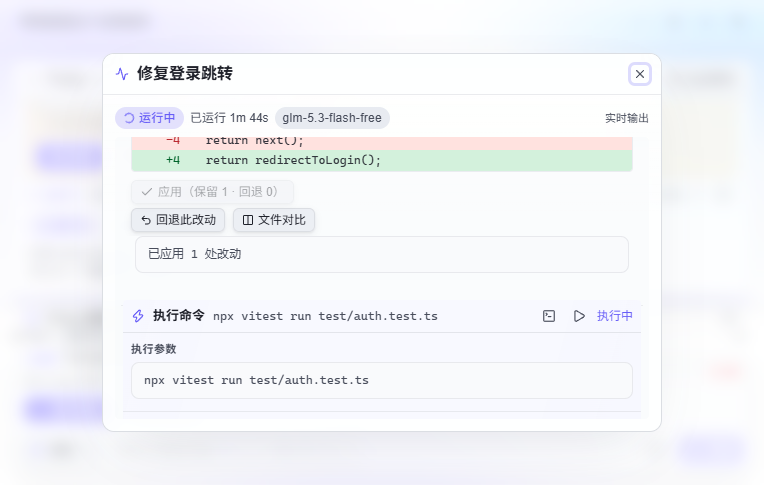 修复登录跳转
运行中 已运行 1m 44s glm-5.3-flash-free 实时输出
-4 return next();
+4 return redirectToLogin();
应用（保留 1 · 回退 0）
回退此改动 文件对比
已应用 1 处改动
执行命令 npx vitest run test/auth.test.ts 执行中
执行参数
npx vitest run test/auth.test.ts